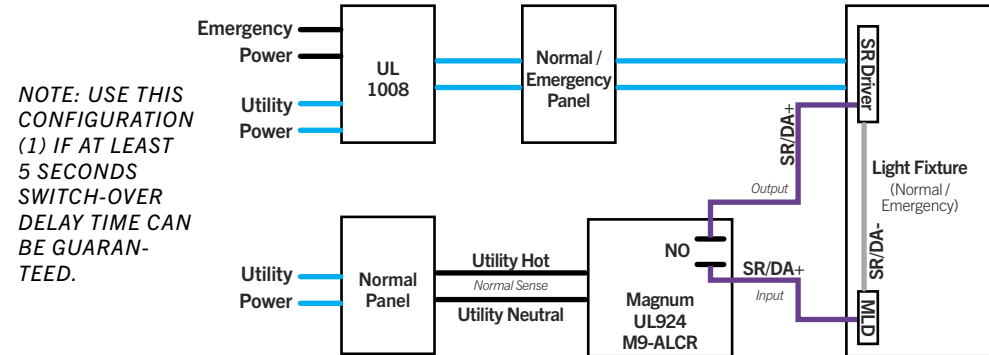 NOTE: USE THIS
CONFIGURATION
(1) IF AT LEAST
5 SECONDS
SWITCH-OVER
DELAY TIME CAN
BE GUARAN-
TEED.
Emergency
Power
Utility
Power
UL
1008
Normal /
Emergency
Panel
SR Driver
SR/DA+
Output
Light Fixture
(Normal /
Emergency)
SR/DA-
MLD
Utility
Power
Normal
Panel
Utility Hot
Normal Sense
Utility Neutral
NO
SR/DA+
Input
Magnum
UL924
M9-ALCR